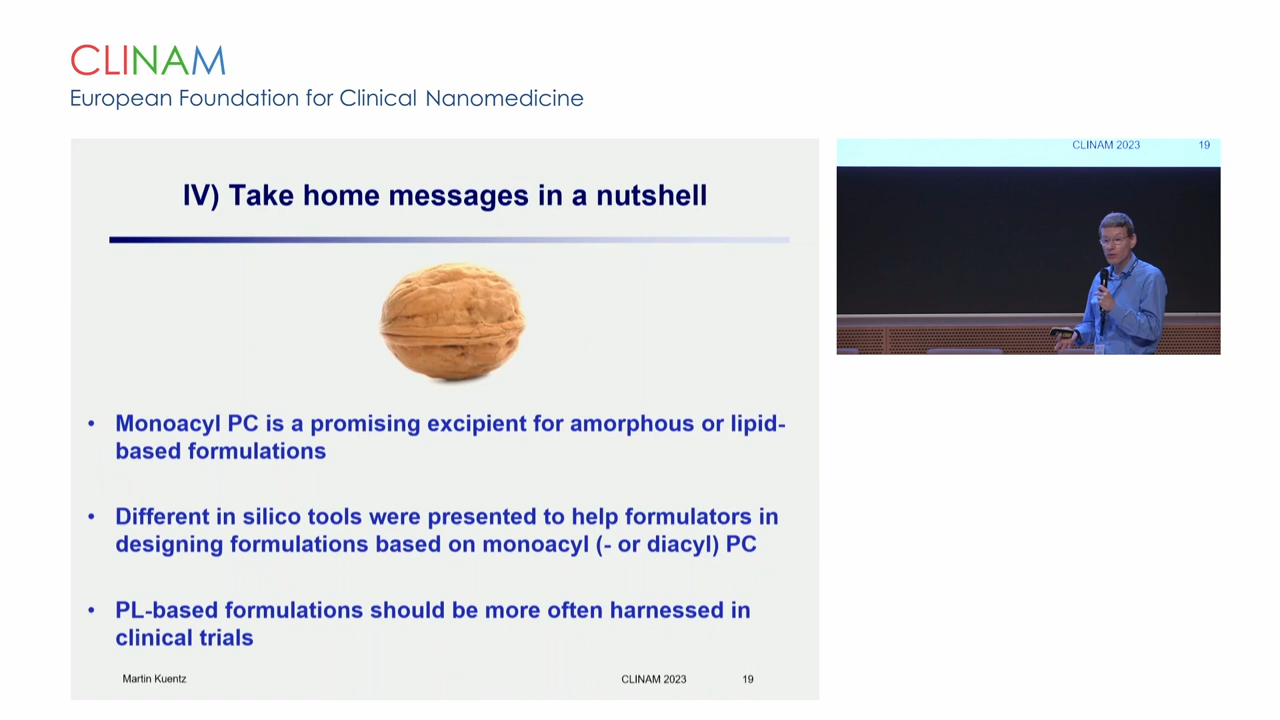 CLINAM
European Foundation for Clinical Nanomedicine
IV) Take home messages in a nutshell
• Monoacyl PC is a promising excipient for amorphous or lipid-
based formulations
• Different in silico tools were presented to help formulators in
designing formulations based on monoacyl (- or diacyl) PC
• PL-based formulations should be more often harnessed in
clinical trials
Martin Kuentz CLINAM 2023 19
CLINAM 2023 19